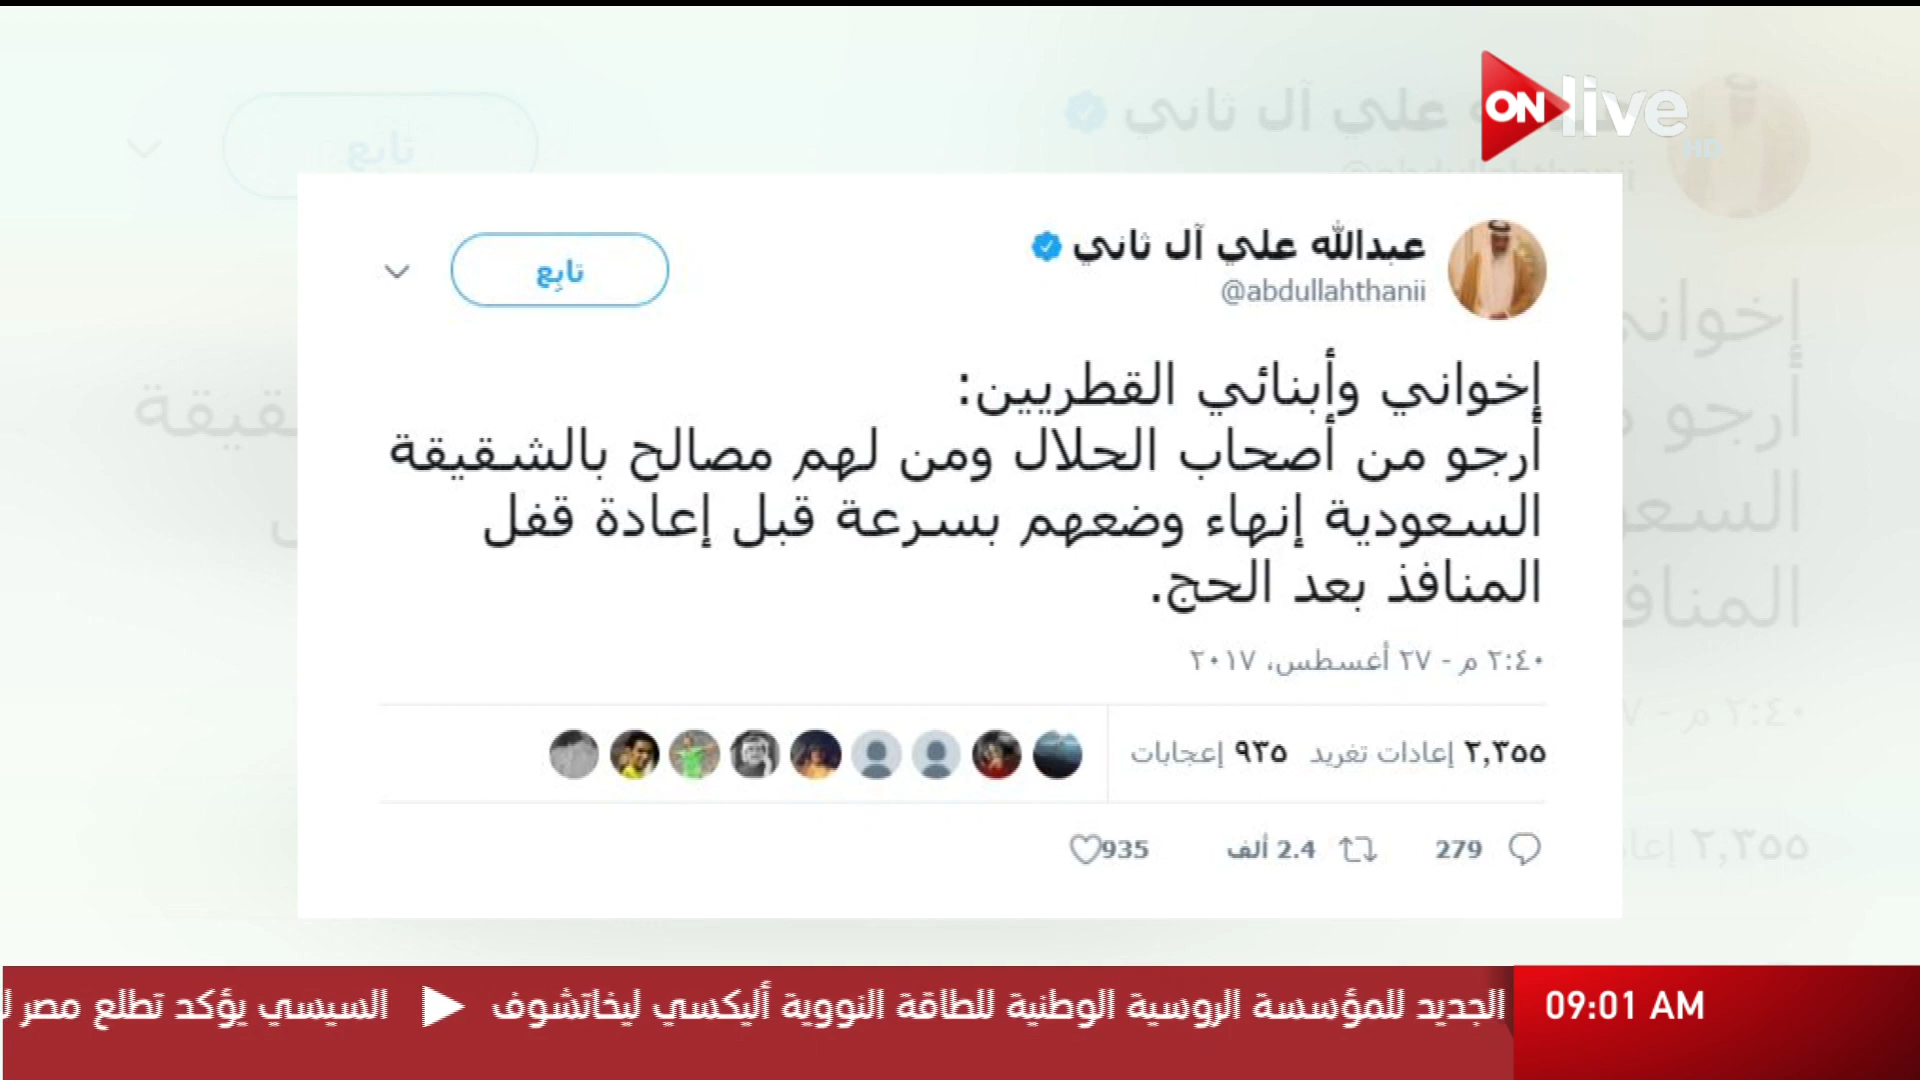 ON live
HD
عبدالله علي آل ثاني
@abdullahthanii
تابِع
إخواني وأبنائي القطريين:
أرجو من أصحاب الحلال ومن لهم مصالح بالشقيقة
السعودية إنهاء وضعهم بسرعة قبل إعادة قفل
المنافذ بعد الحج.
٢:٤٠ م - ٢٧ أغسطس، ٢٠١٧
٢,٣٥٥ إعادات تغريد ٩٣٥ إعجابات
279 2.4 ألف 935
09:01 AM
الجديد للمؤسسة الروسية الوطنية للطاقة النووية أليكسي ليخاتشوف
السيسي يؤكد تطلع مصر